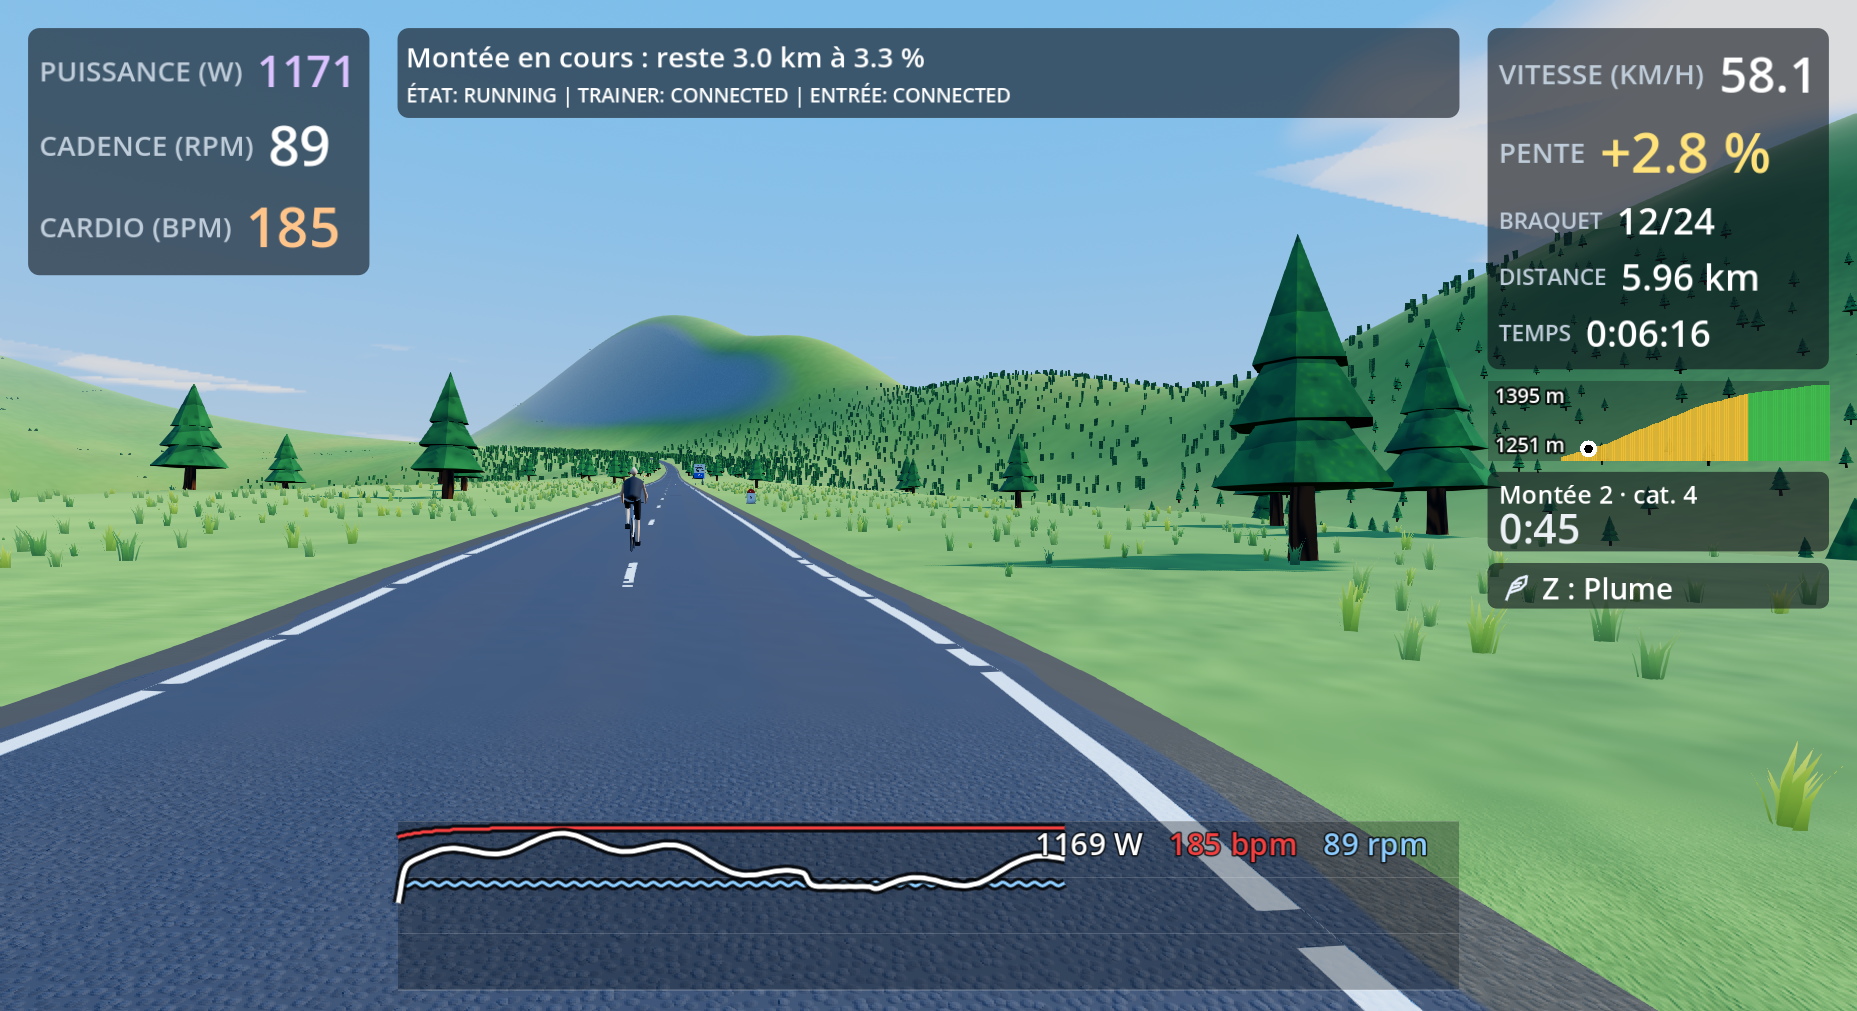 PUISSANCE (W) 1171
CADENCE (RPM) 89
CARDIO (BPM) 185
Montée en cours : reste 3.0 km à 3.3 %
ÉTAT: RUNNING | TRAINER: CONNECTED | ENTRÉE: CONNECTED
VITESSE (KM/H) 58.1
PENTE +2.8 %
BRAQUET 12/24
DISTANCE 5.96 km
TEMPS 0:06:16
1395 m
1251 m
Montée 2 · cat. 4
0:45
Z : Plume
1169 W 185 bpm 89 rpm